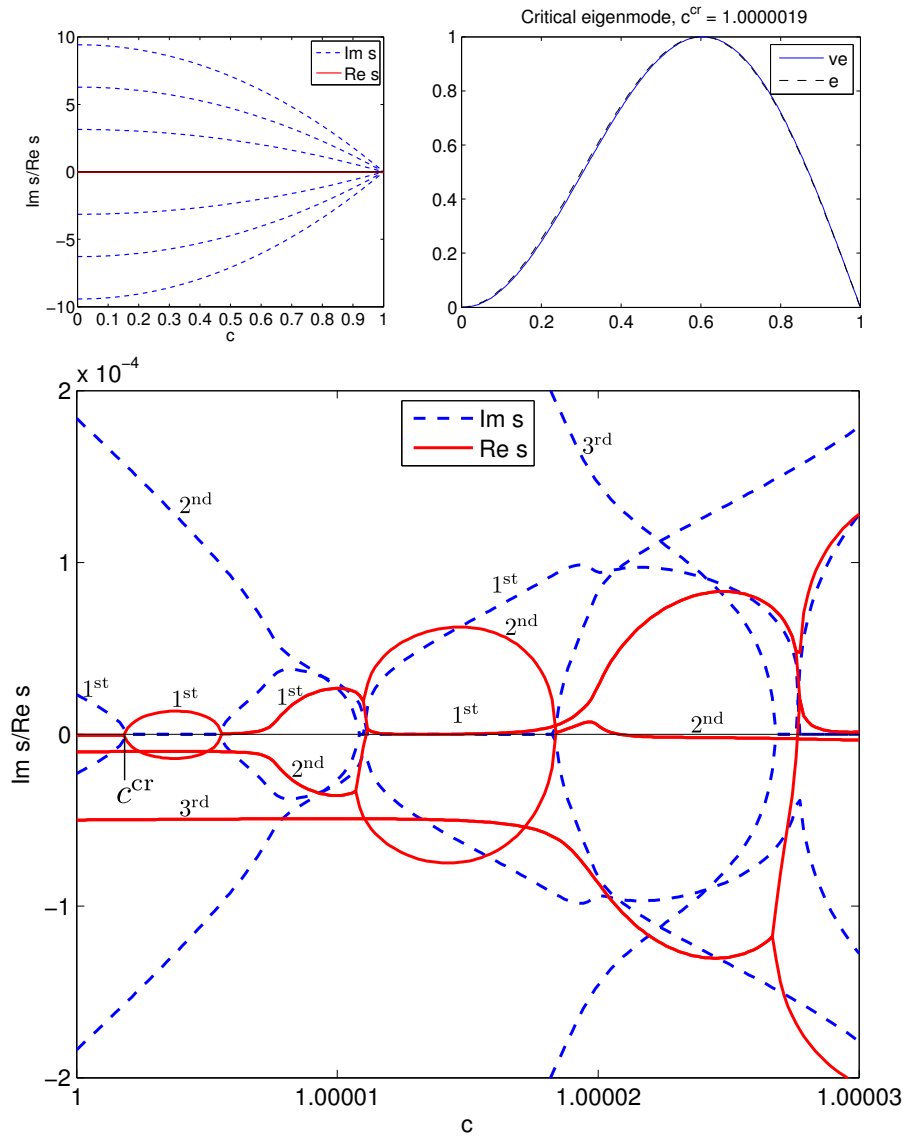 10
5
0
−5
−10
Im s/Re s
0 0.1 0.2 0.3 0.4 0.5 0.6 0.7 0.8 0.9 1
c
Im s
Re s
Critical eigenmode, c^cr = 1.0000019
1
0.8
0.6
0.4
0.2
0
0 0.2 0.4 0.6 0.8 1
ve
e
x 10^−4
2
1
0
−1
−2
Im s/Re s
Im s
Re s
3^rd
2^nd
1^st
2^nd
1^st
1^st
1^st
1^st
2^nd
2^nd
c^cr
3^rd
1 1.00001 1.00002 1.00003
c